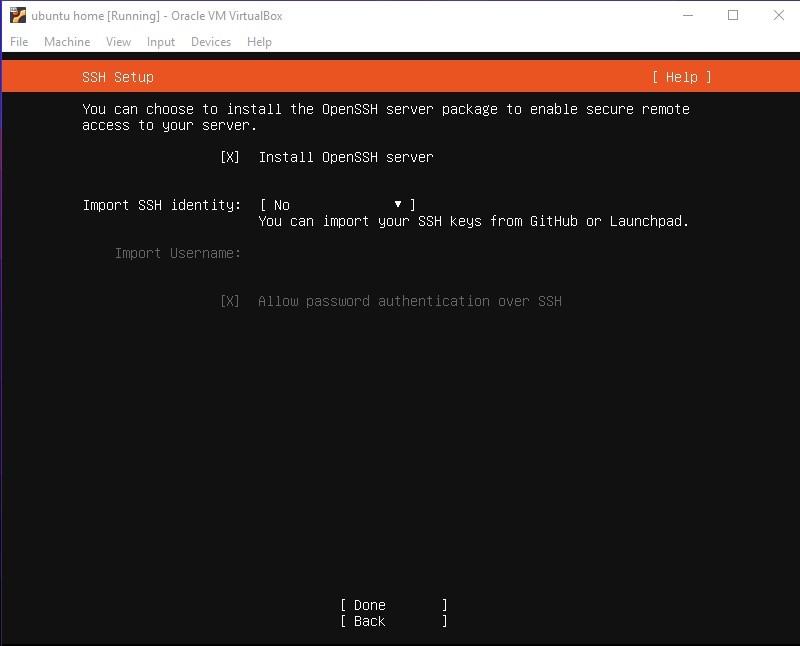 ubuntu home [Running] - Oracle VM VirtualBox
File Machine View Input Devices Help
SSH Setup [ Help ]
You can choose to install the OpenSSH server package to enable secure remote
access to your server.
[X] Install OpenSSH server
Import SSH identity: [ No ▼ ]
You can import your SSH keys from GitHub or Launchpad.
Import Username:
[X] Allow password authentication over SSH
[ Done ]
[ Back ]